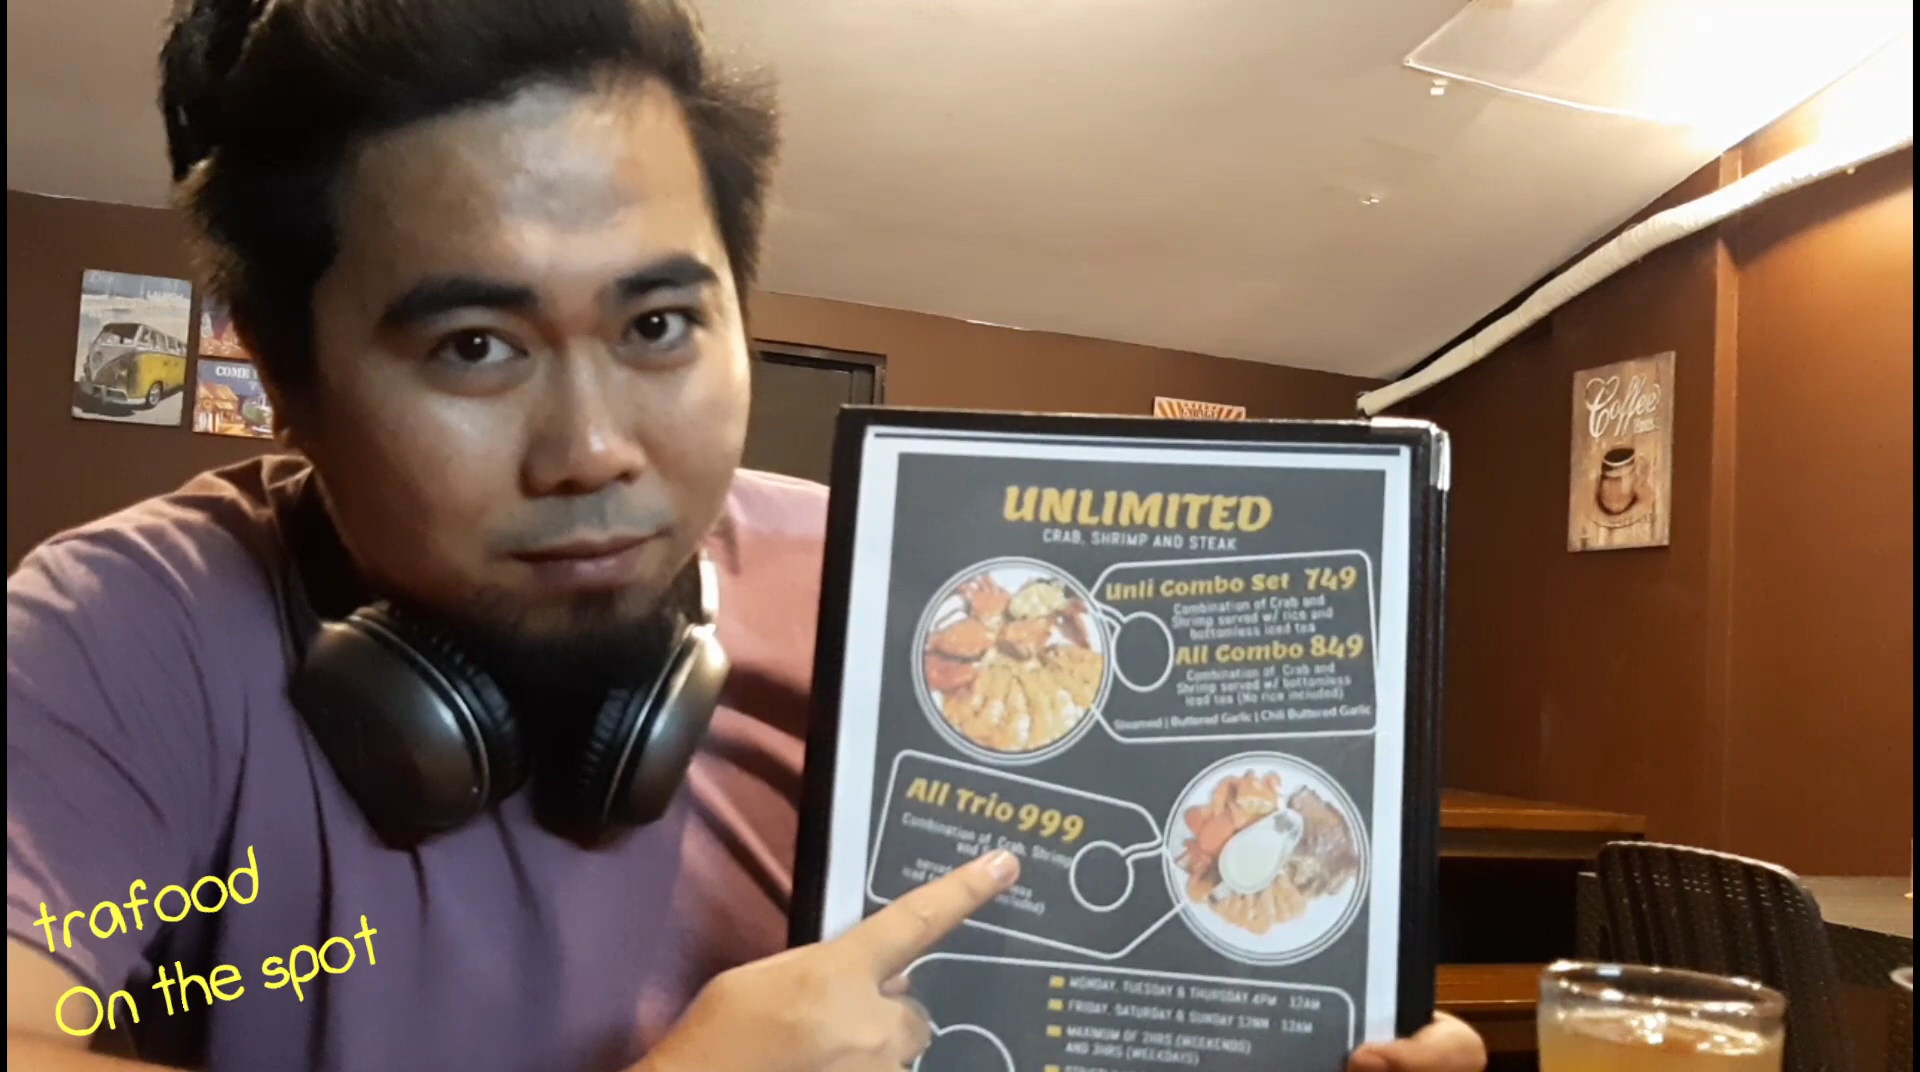 COME
Coffee
UNLIMITED
CRAB, SHRIMP AND STEAK
Unli Combo Set 749
Combination of Crab and
Shrimp served w/ rice and
bottomless iced tea
All Combo 849
Combination of Crab and
Shrimp served w/ bottomless
iced tea (No rice included)
Steamed | Buttered Garlic | Chili Buttered Garlic
All Trio 999
Combination of Crab, Shrimp
and
iced
MONDAY, TUESDAY & THURSDAY 4PM - 12AM
FRIDAY, SATURDAY & SUNDAY 12NN - 12AM
MAXIMUM OF 2HRS (WEEKENDS)
AND 3HRS (WEEKDAYS)
trafood
On the spot